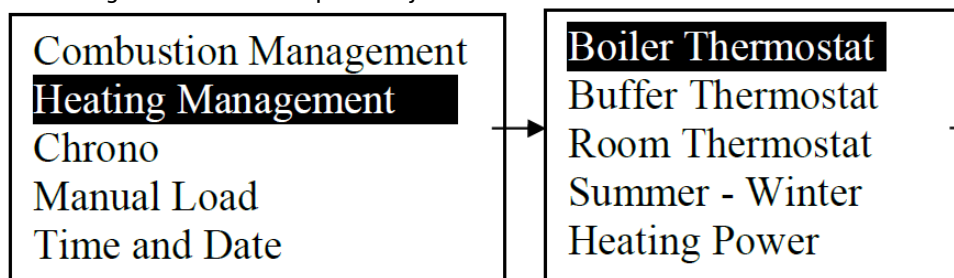 Combustion Management
Heating Management
Chrono
Manual Load
Time and Date
Boiler Thermostat
Buffer Thermostat
Room Thermostat
Summer - Winter
Heating Power